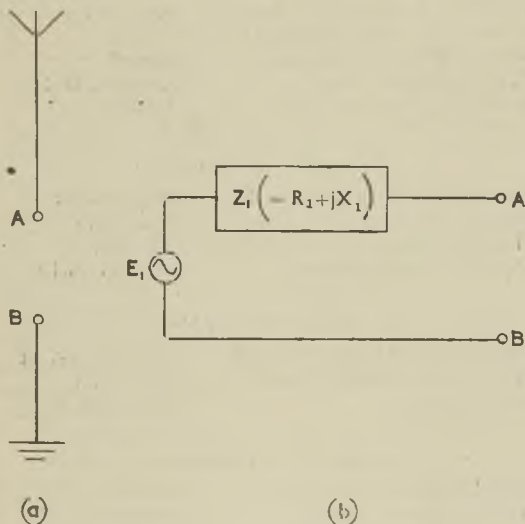 A
B
(a)
Z₁ (= R₁+jX₁)
E₁
A
B
(b)